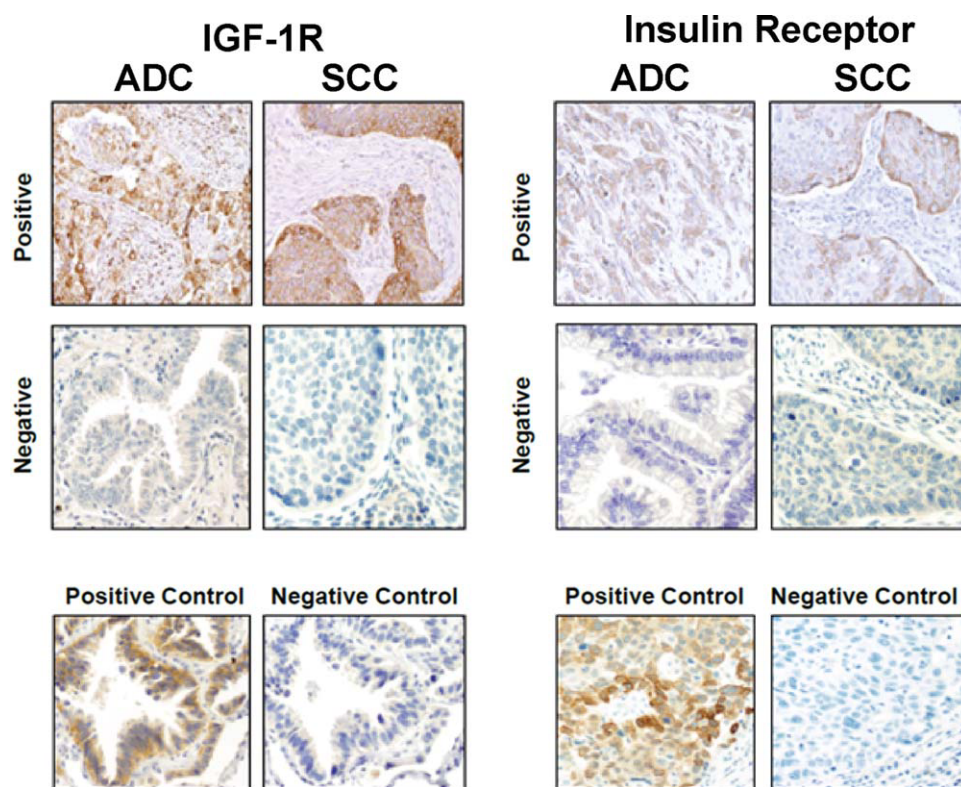 IGF-1R
Insulin Receptor
ADC SCC
ADC SCC
Positive
Positive
Negative
Negative
Positive Control Negative Control
Positive Control Negative Control